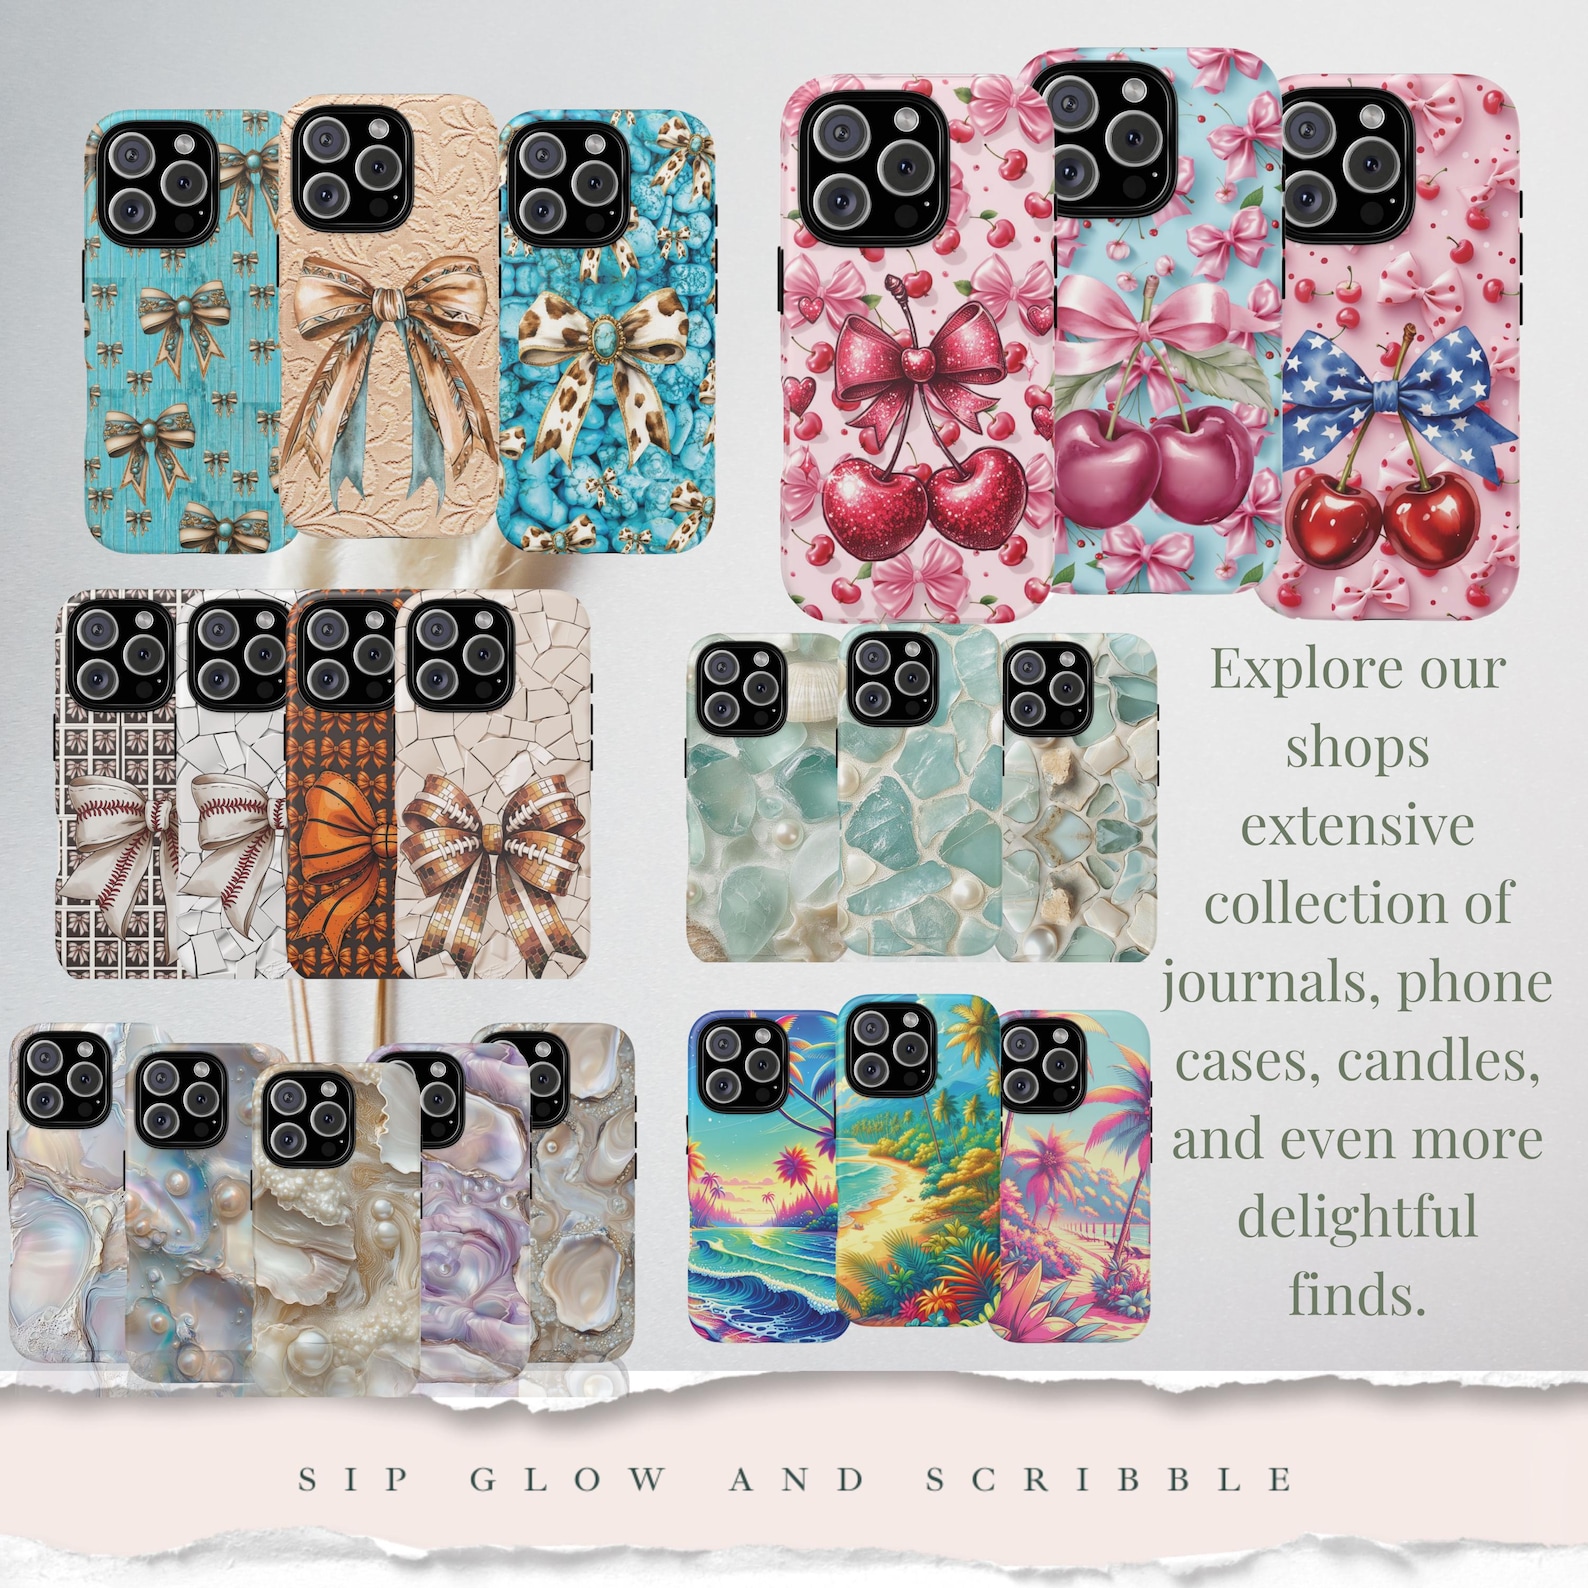 Explore our
shops
extensive
collection of
journals, phone
cases, candles,
and even more
delightful
finds.
SIP GLOW AND SCRIBBLE